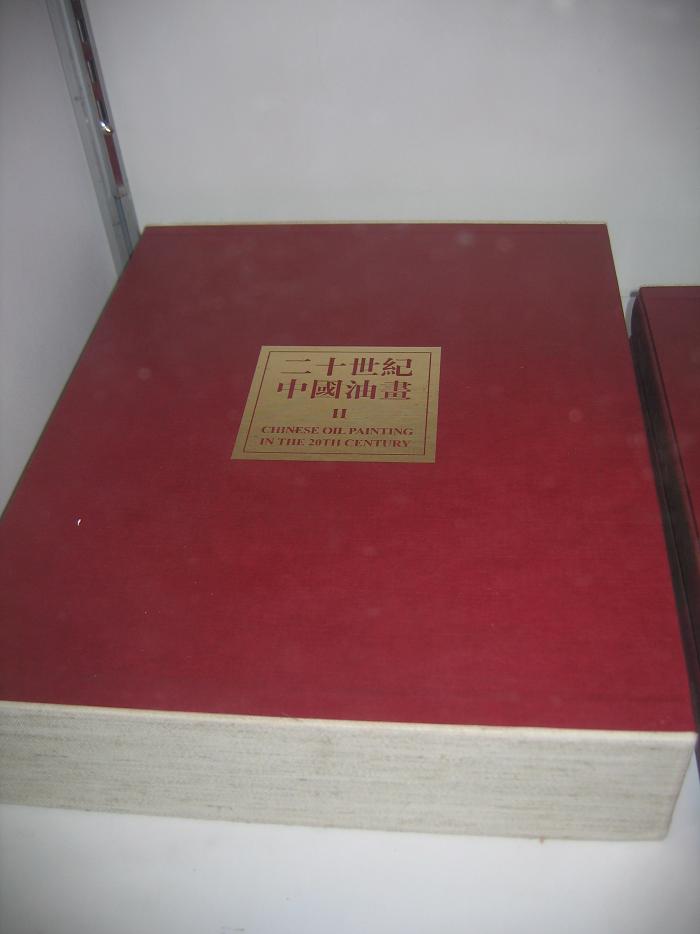 二十世紀
中國油畫
II
CHINESE OIL PAINTING
IN THE 20TH CENTURY